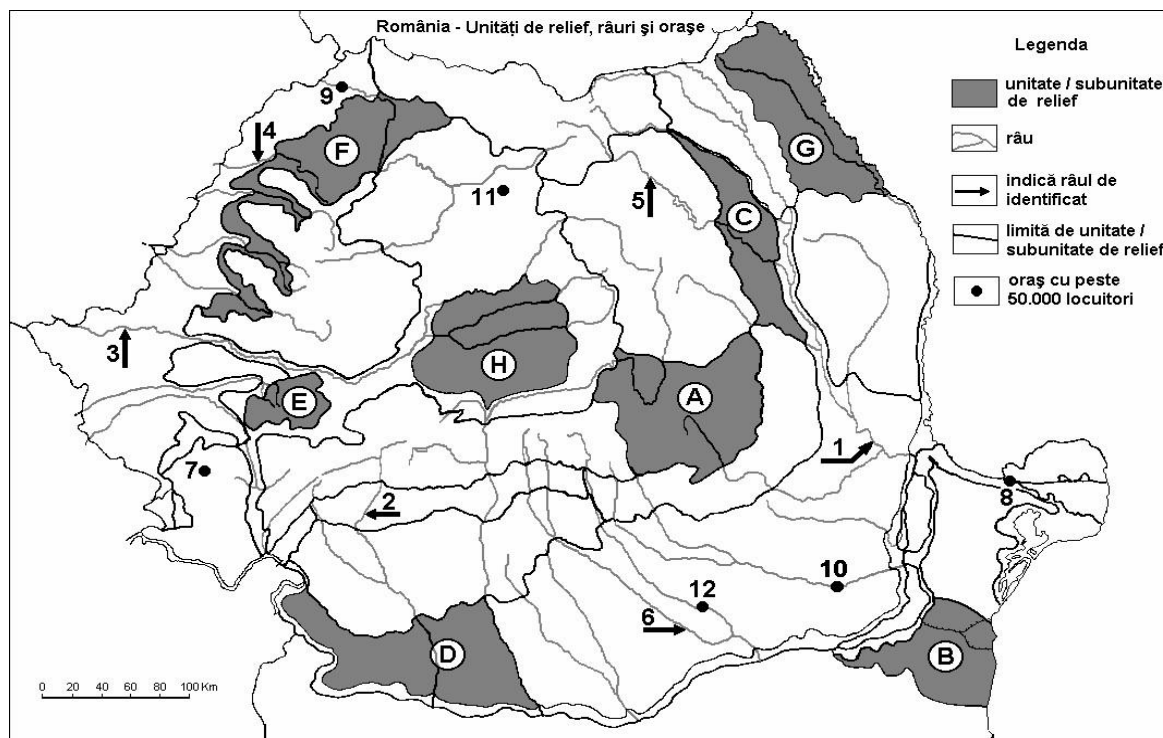 România - Unități de relief, râuri și orașe
Legenda
unitate / subunitate
de relief
râu
indică râul de
identificat
limită de unitate /
subunitate de relief
oraș cu peste
50.000 locuitori
9
4
F
G
11
5
C
3
H
E
A
1
7
2
8
10
12
6
D
B
0 20 40 60 80 100 Km